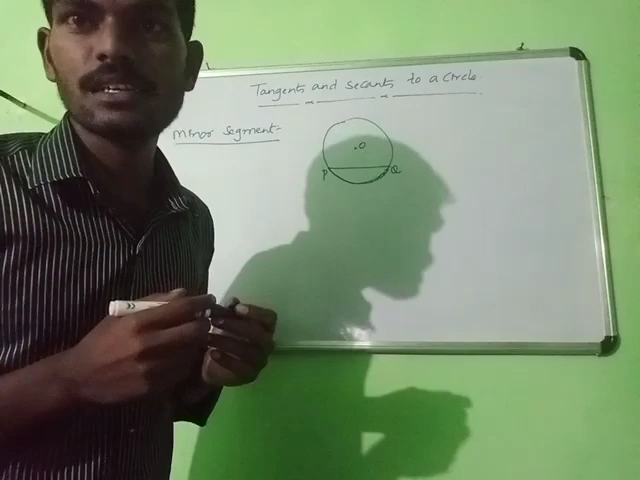 Tangents and secants to a Circle.
Minor segment:-
.O
P Q